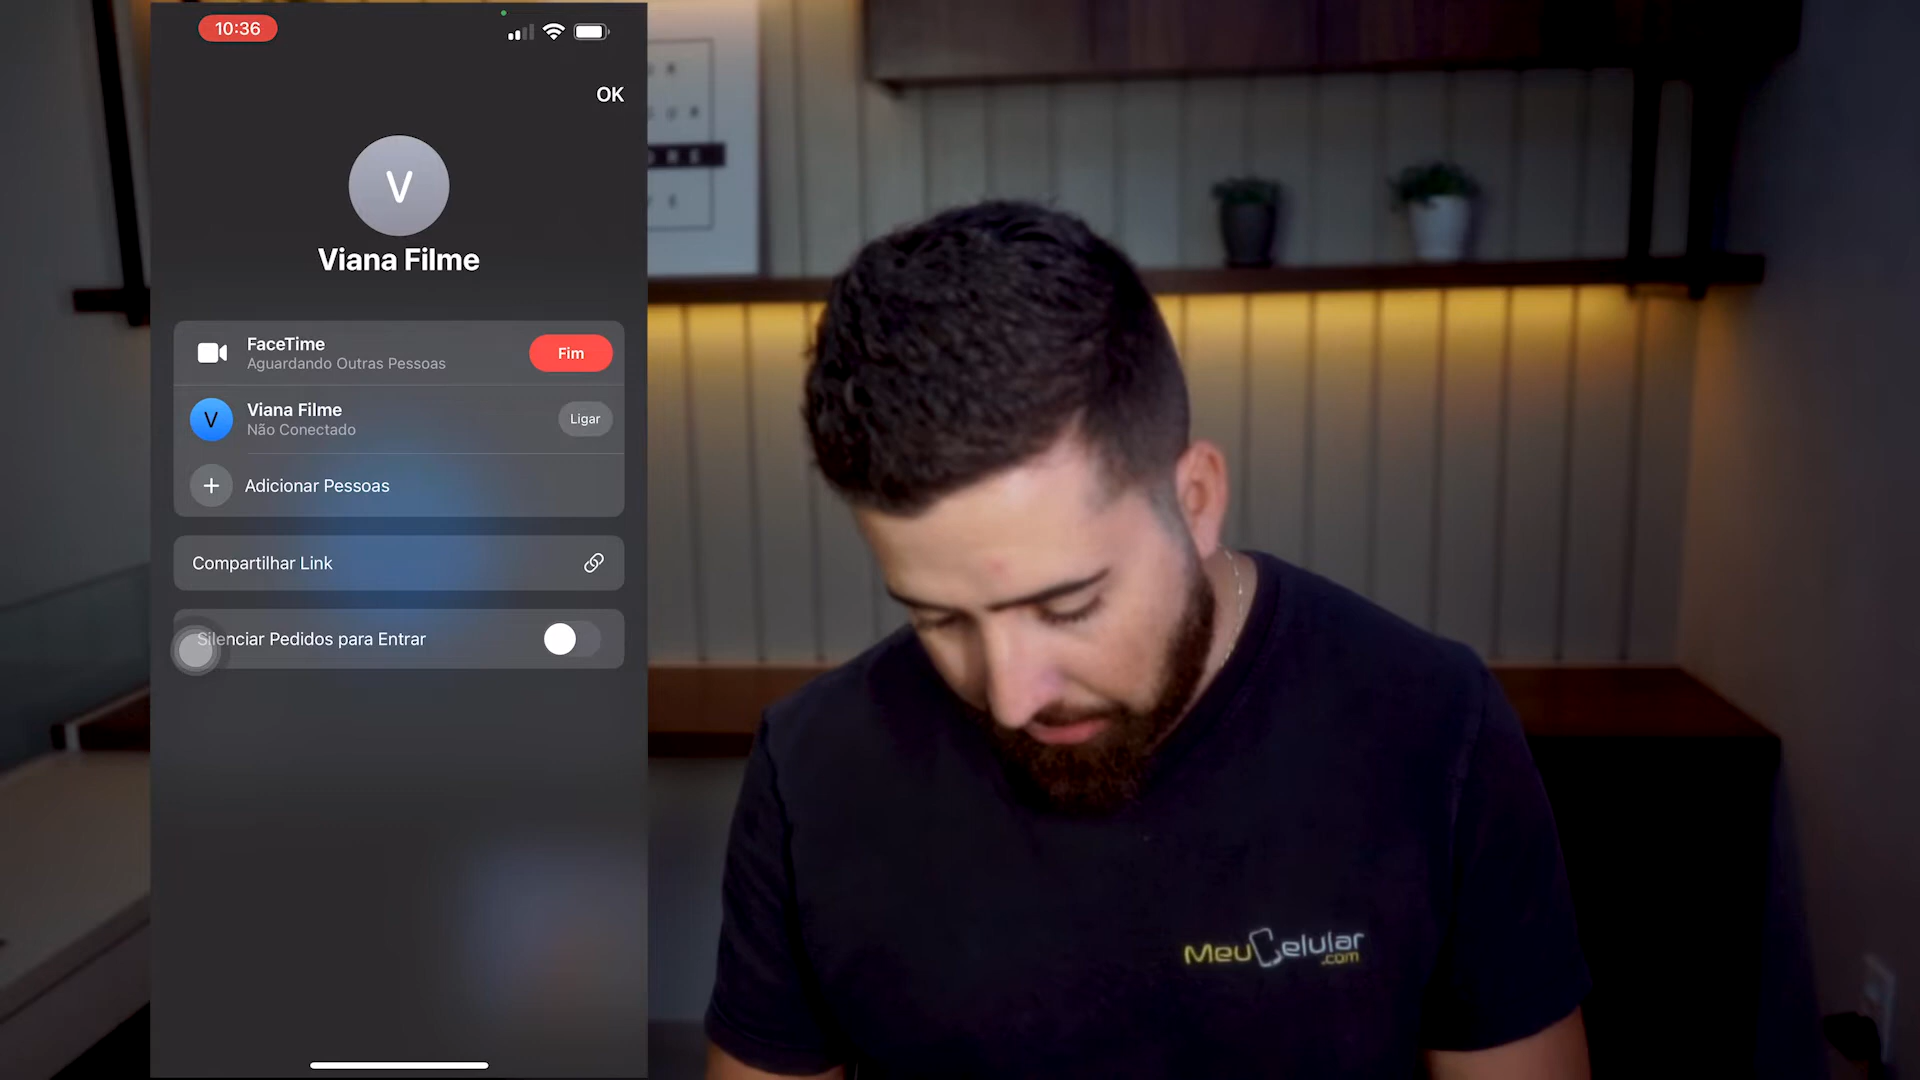 10:36
OK
V
Viana Filme
FaceTime
Aguardando Outras Pessoas
Fim
V
Viana Filme
Não Conectado
Ligar
Adicionar Pessoas
Compartilhar Link
Silenciar Pedidos para Entrar
MeuCelular
.com